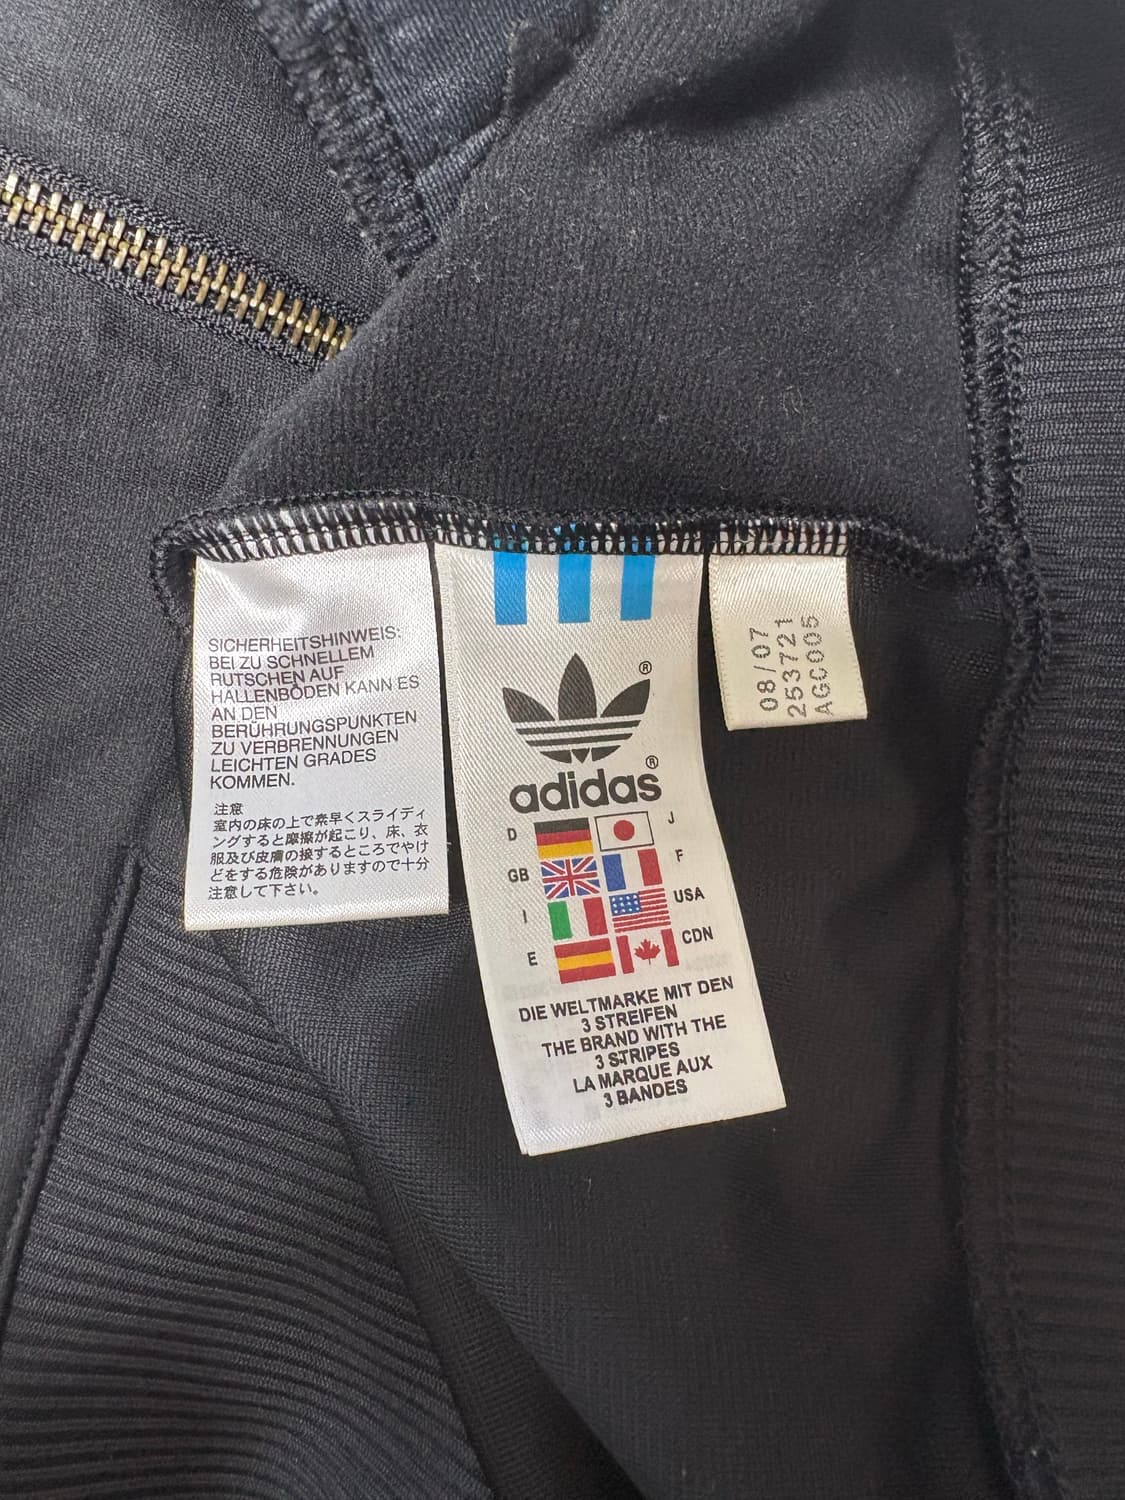 SICHERHEITSHINWEIS:
BEI ZU SCHNELLEM
RUTSCHEN AUF
HALLENBÖDEN KANN ES
AN DEN
BERÜHRUNGSPUNKTEN
ZU VERBRENNUNGEN
LEICHTEN GRADES
KOMMEN.
注意
室内の床の上で素早くスライディ
ングすると摩擦が起こり、床、衣
服及び皮膚の接するところでやけ
どをする危険がありますので十分
注意して下さい。
®
adidas®
D J
GB F
I USA
E CDN
DIE WELTMARKE MIT DEN
3 STREIFEN
THE BRAND WITH THE
3 STRIPES
LA MARQUE AUX
3 BANDES
08/07
253721
AGC005